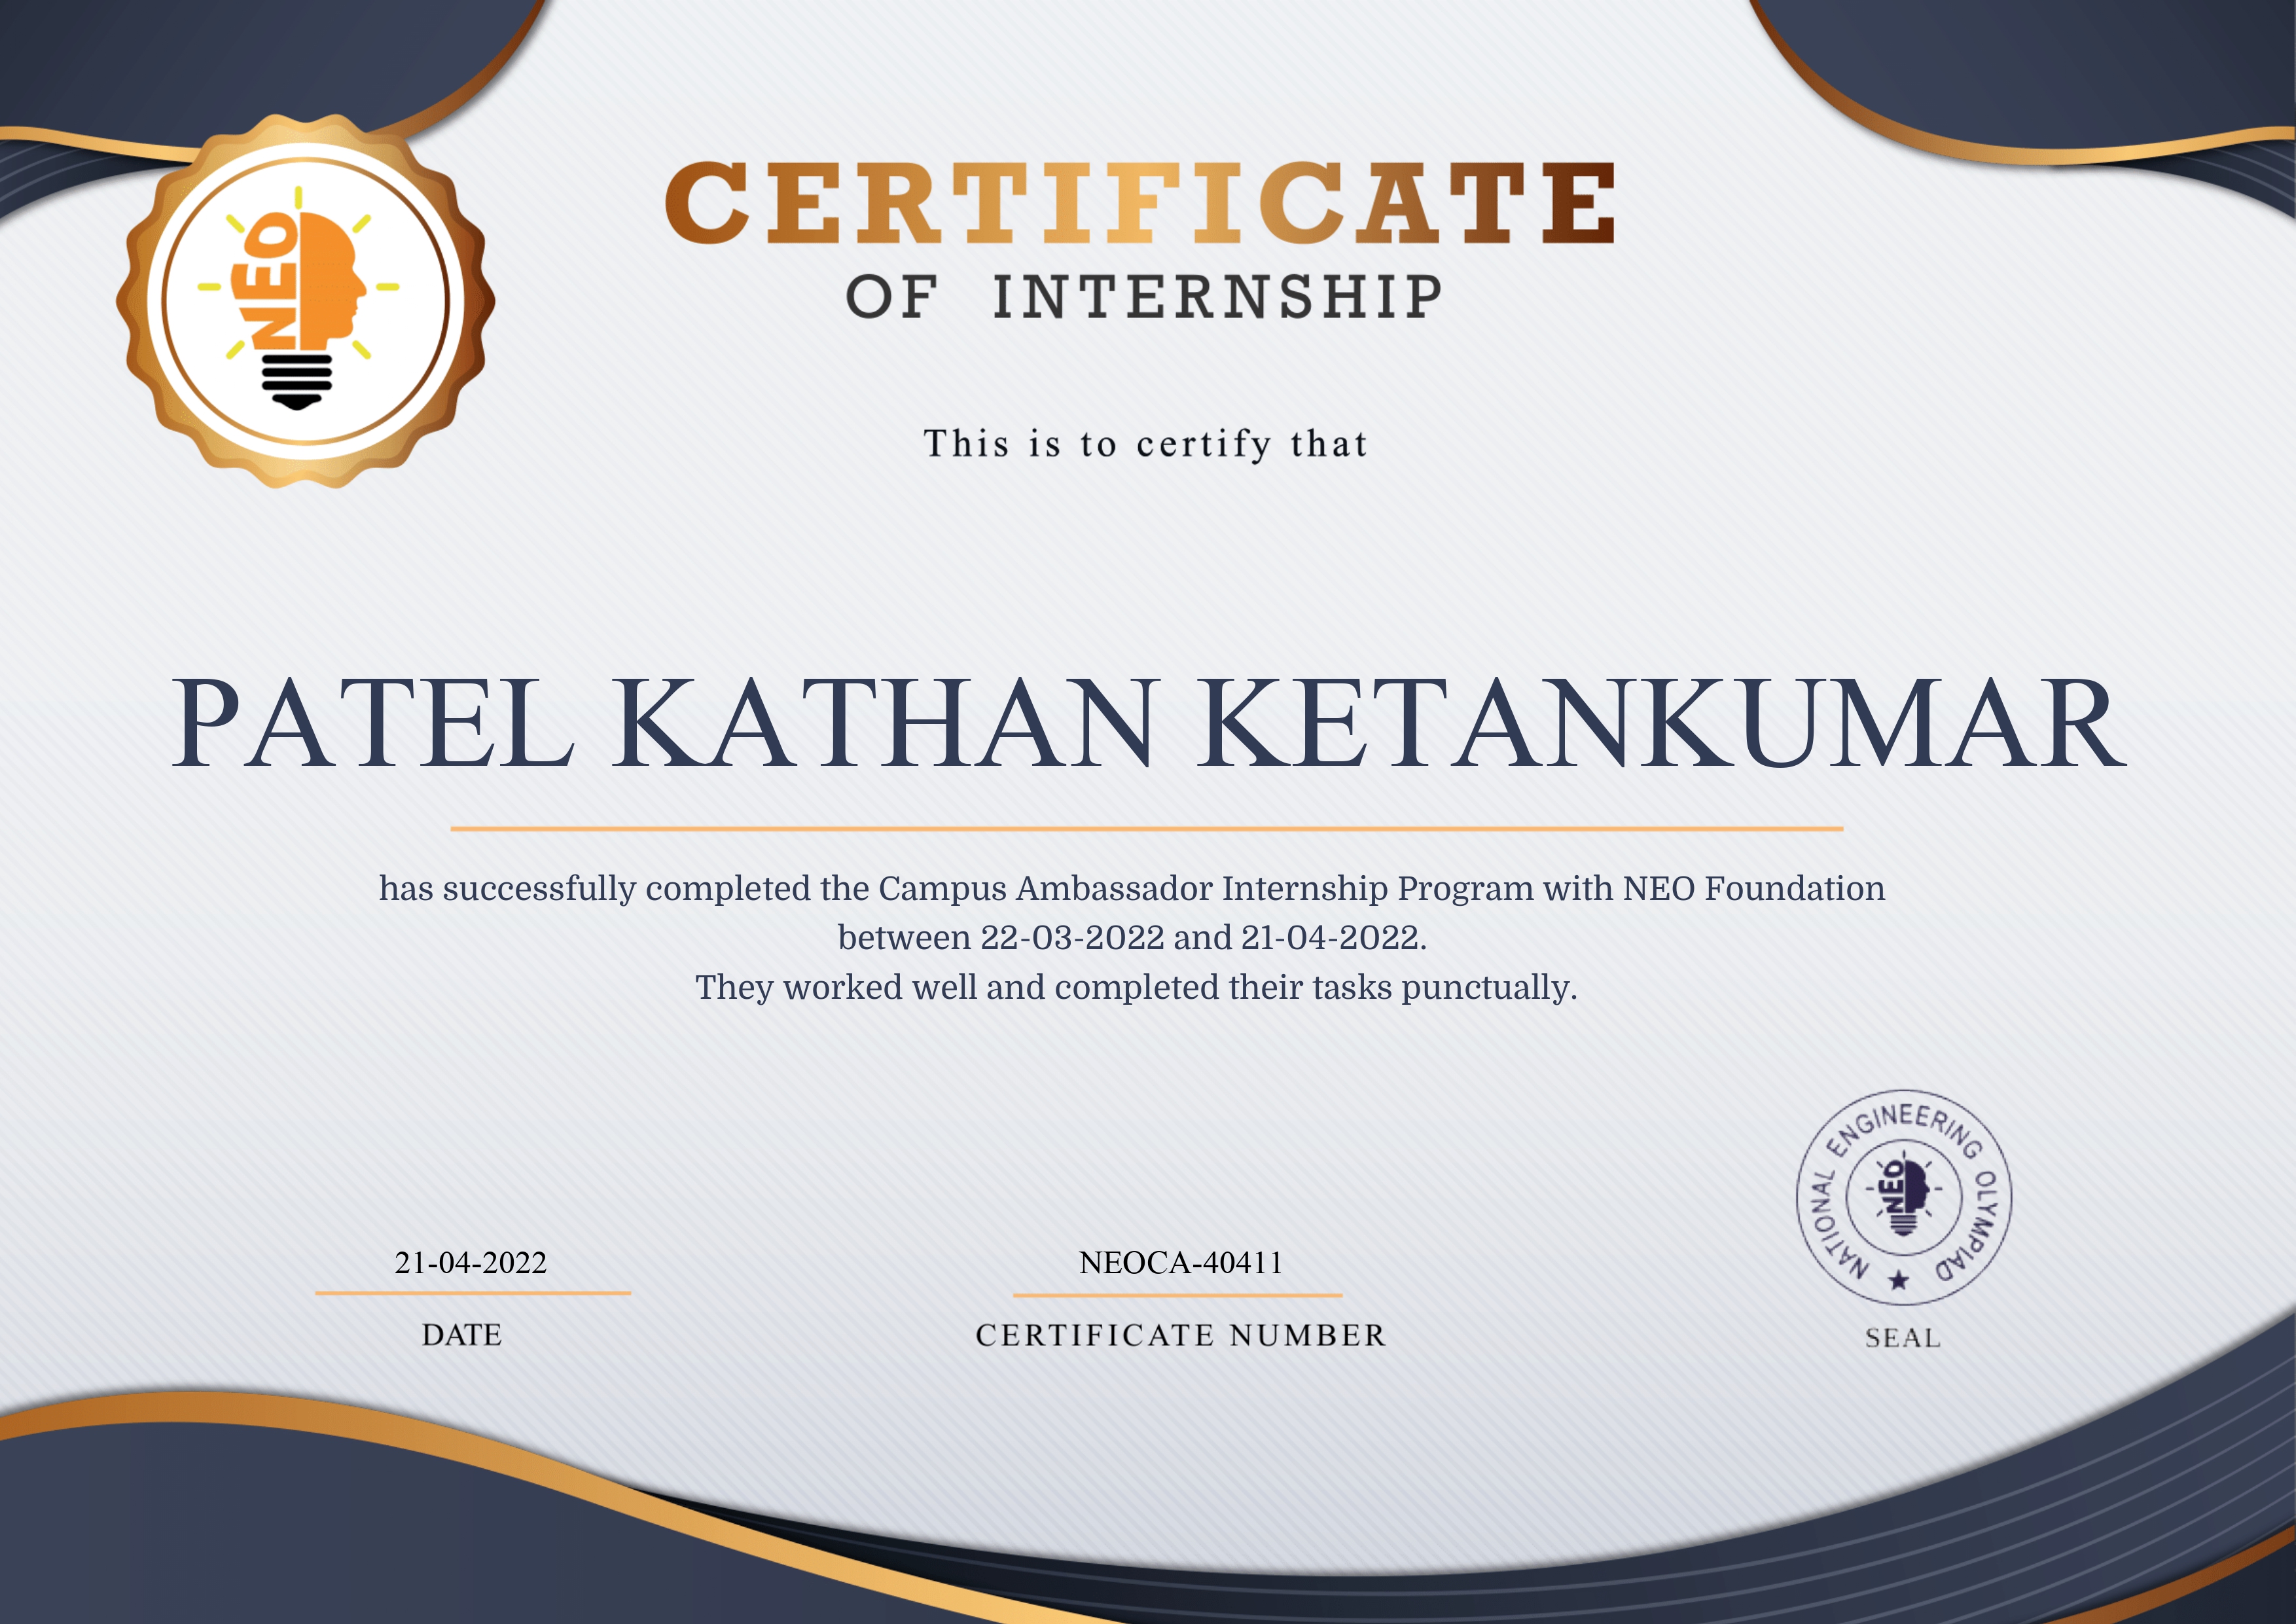 NEO
CERTIFICATE
OF INTERNSHIP
This is to certify that
PATEL KATHAN KETANKUMAR
has successfully completed the Campus Ambassador Internship Program with NEO Foundation
between 22-03-2022 and 21-04-2022.
They worked well and completed their tasks punctually.
NATIONAL ENGINEERING OLYMPIAD
NEO
21-04-2022
NEOCA-40411
DATE
CERTIFICATE NUMBER
SEAL